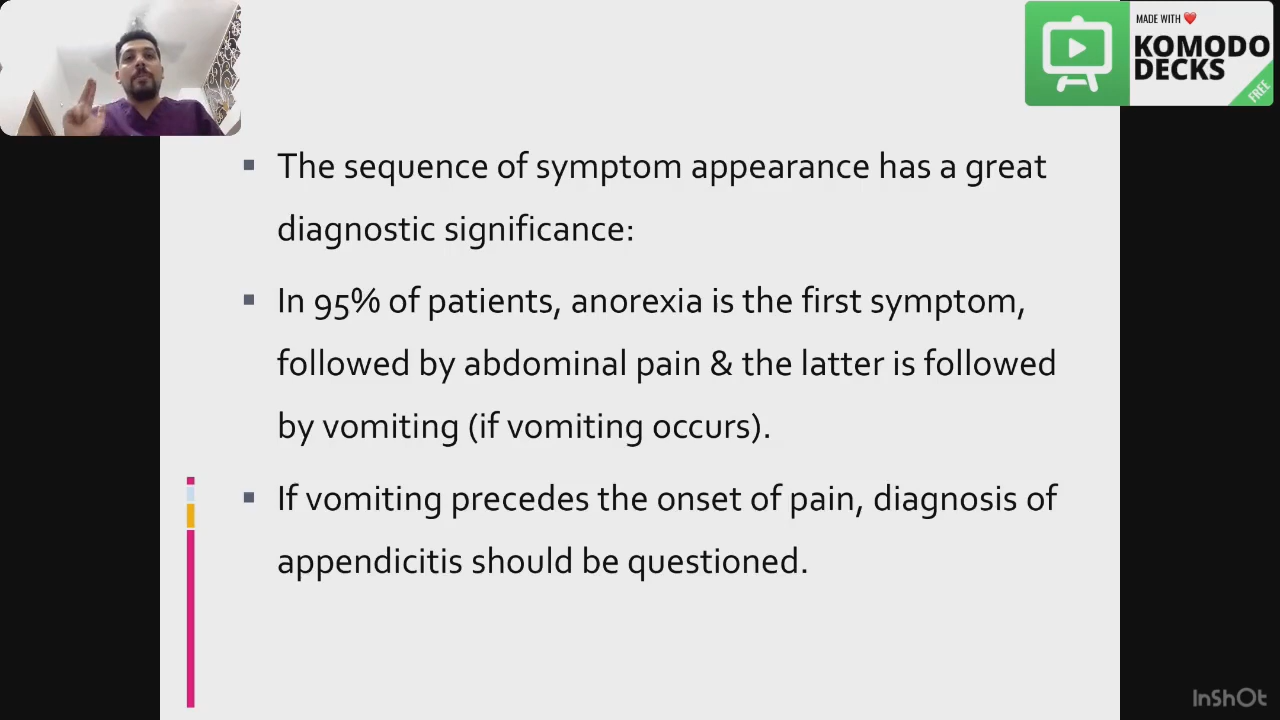 MADE WITH ❤️
KOMODO
DECKS
FREE
▪ The sequence of symptom appearance has a great
diagnostic significance:
▪ In 95% of patients, anorexia is the first symptom,
followed by abdominal pain & the latter is followed
by vomiting (if vomiting occurs).
▪ If vomiting precedes the onset of pain, diagnosis of
appendicitis should be questioned.
InShOt